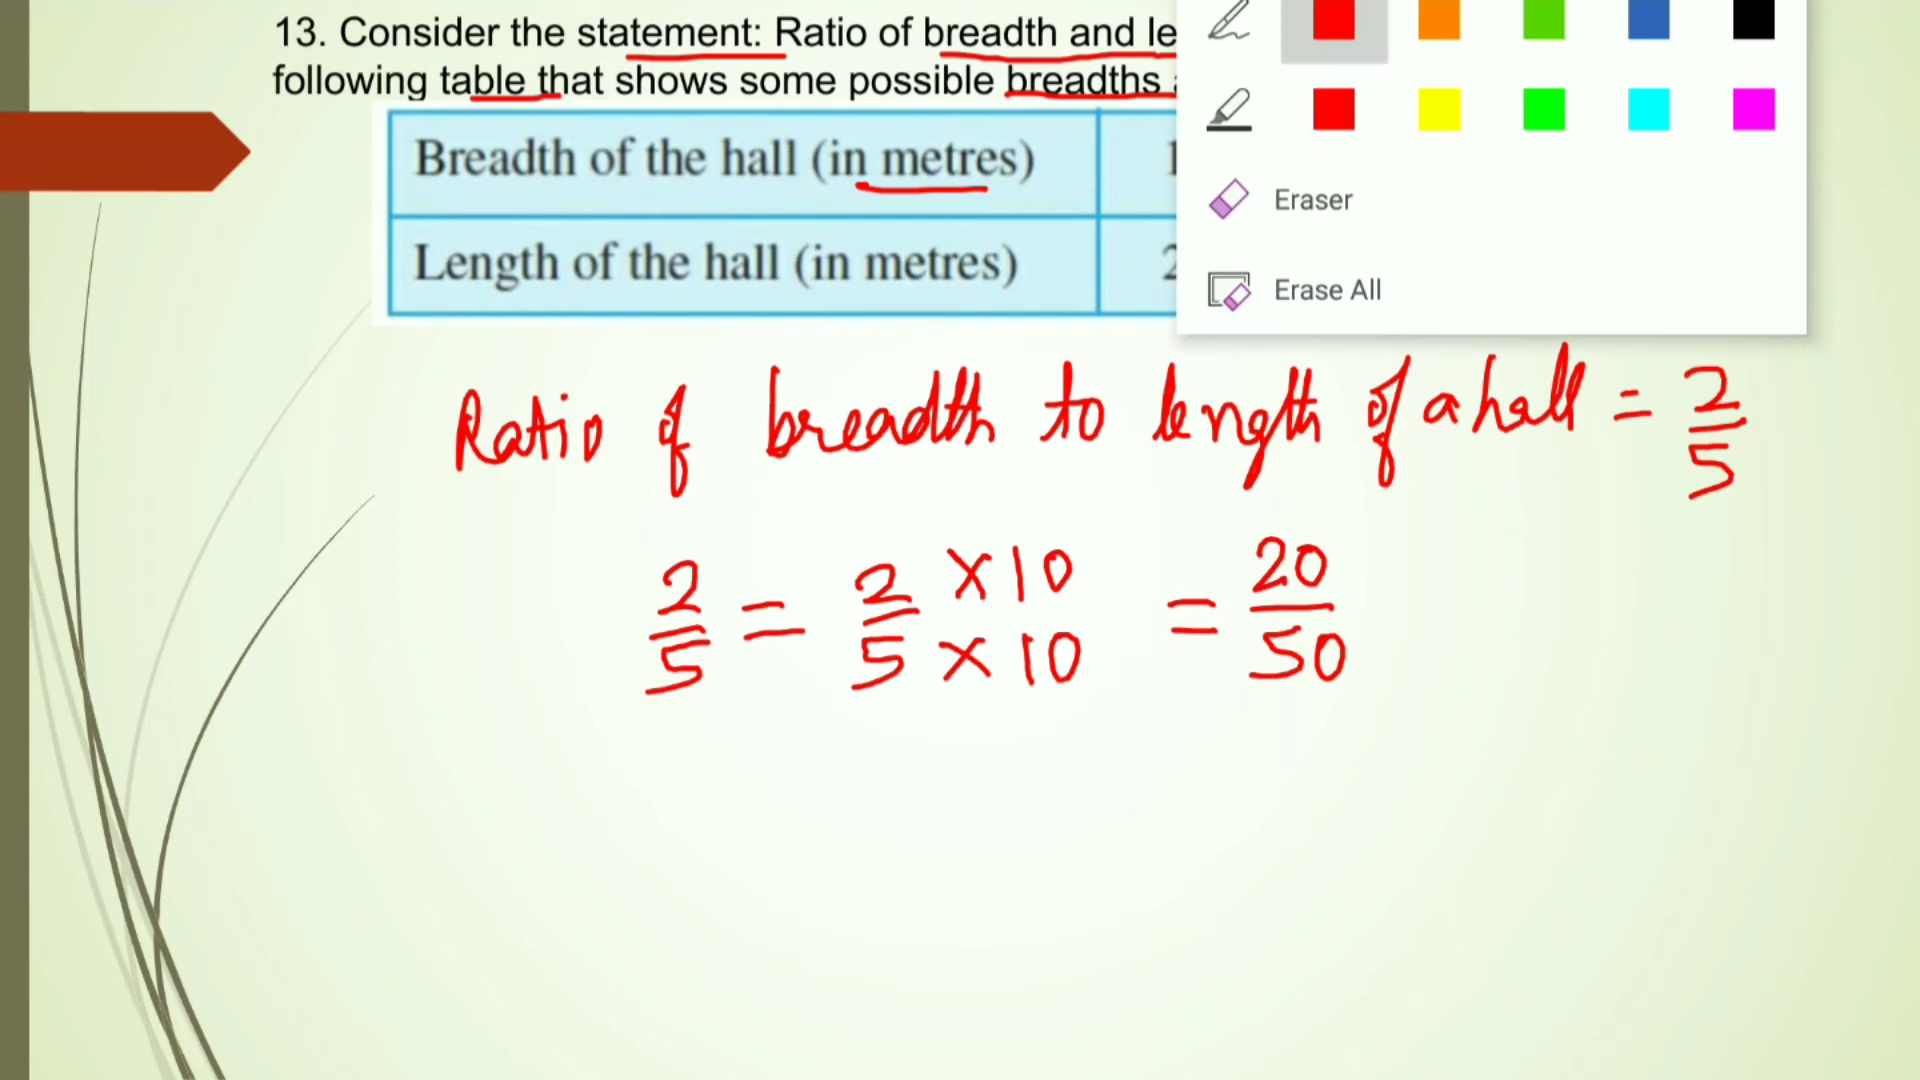 13. Consider the statement: Ratio of breadth and le
following table that shows some possible breadths
Breadth of the hall (in metres) 1
Length of the hall (in metres) 2
Eraser
Erase All
Ratio of breadth to length of a hall = 2/5
2/5 = 2/5 × 10 / × 10 = 20/50